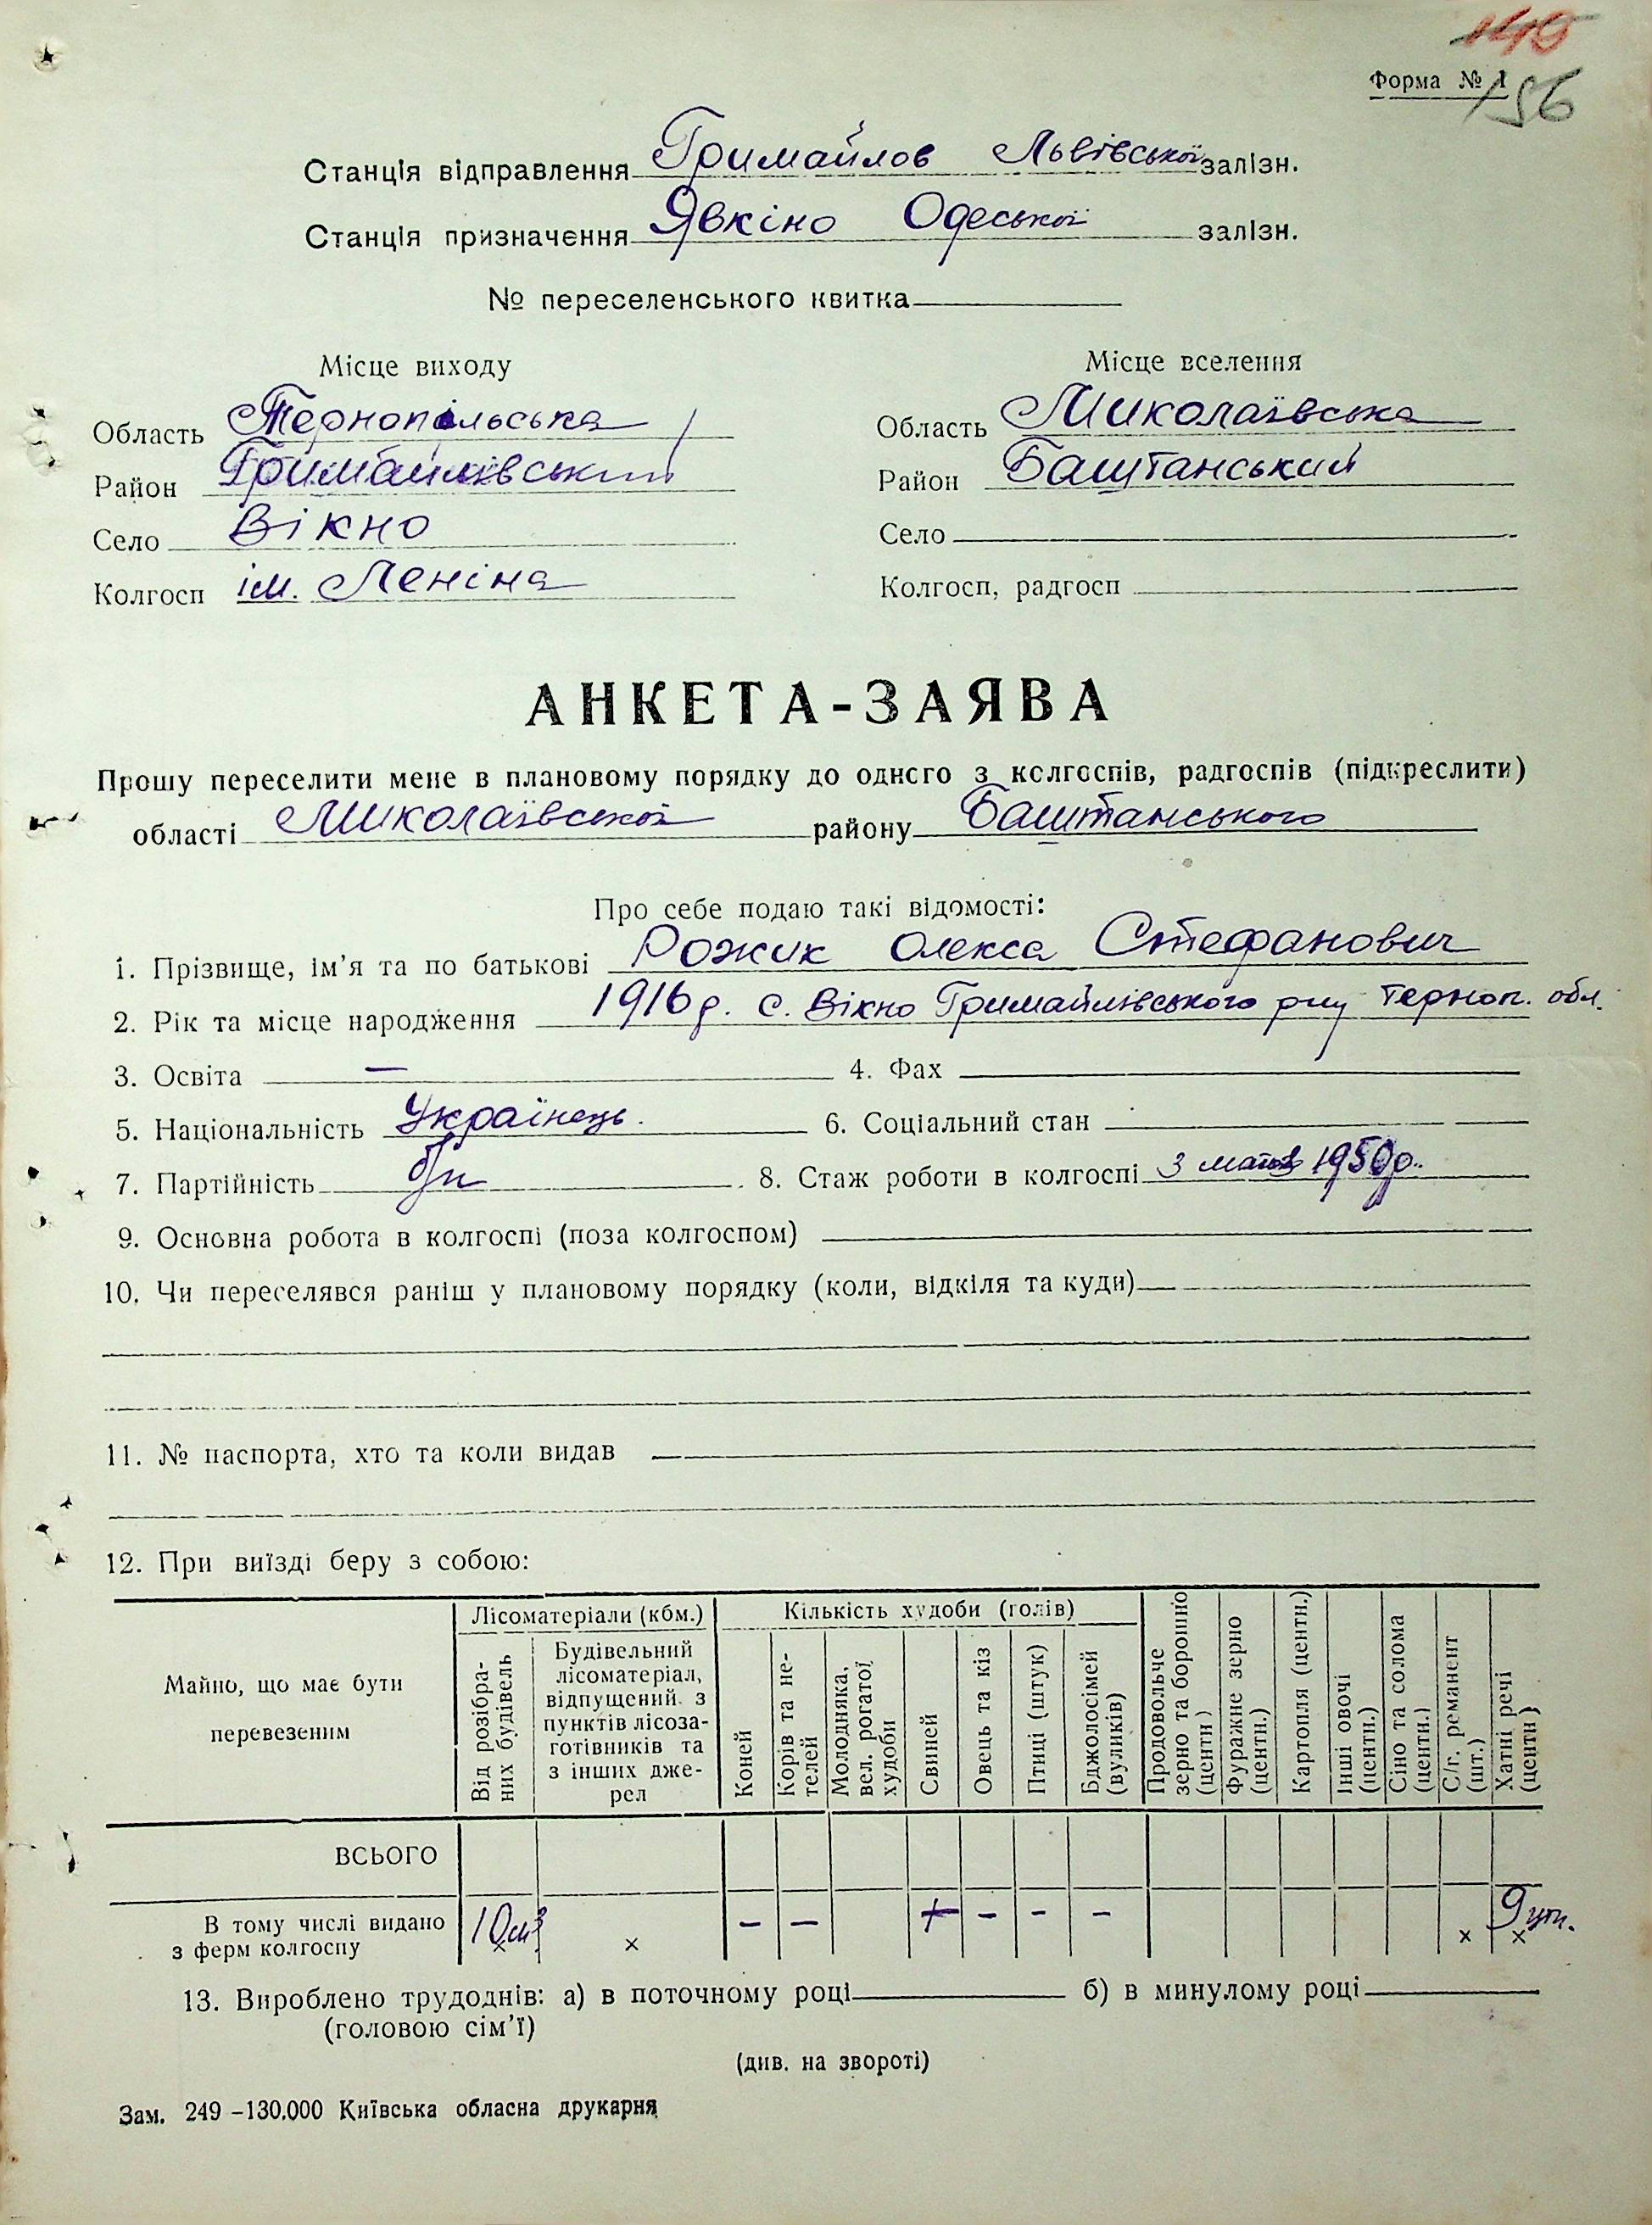 149
Форма № 1
156
Станція відправлення Гримайлов Львівської залізн.
Станція призначення Явкіно Одеської залізн.
№ переселенського квитка
Місце виходу
Місце вселення
Область Тернопільська
Область Миколаївська
Район Гримайлівський
Район Баштанський
Село Вікно
Село
Колгосп ім. Леніна
Колгосп, радгосп
АНКЕТА-ЗАЯВА
Прошу переселити мене в плановому порядку до одного з колгоспів, радгоспів (підкреслити)
області Миколаївської району Баштанського
Про себе подаю такі відомості:
1. Прізвище, ім’я та по батькові Рожик Олекса Стефанович
2. Рік та місце народження 1916 р. с. Вікно Гримайлівського р-ну Терноп. обл.
3. Освіта — 4. Фах
5. Національність Українець. 6. Соціальний стан
7. Партійність б/п 8. Стаж роботи в колгоспі з 1950 р.
9. Основна робота в колгоспі (поза колгоспом)
10. Чи переселявся раніш у плановому порядку (коли, відкіля та куди)
11. № паспорта, хто та коли видав
12. При виїзді беру з собою:
Майно, що має бути перевезеним
Лісоматеріали (кбм.)
Від розібраних будівель
Будівельний лісоматеріал, відпущений з пунктів лісозаготівників та з інших джерел
Кількість худоби (голів)
Коней
Корів та нетелей
Молодняка, вел. рогатої худоби
Свиней
Овець та кіз
Птиці (штук)
Бджолосімей (вуликів)
Продовольче зерно та борошно (центн)
Фуражне зерно (центн.)
Картопля (центн.)
Інші овочі (центн.)
Сіно та солома (центн.)
С/г. реманент (шт.)
Хатні речі (центн)
ВСЬОГО
В тому числі видано з ферм колгоспу 10 м³ × × – – + – – – × 9 цтн. ×
13. Вироблено трудоднів: а) в поточному році б) в минулому році
(головою сім’ї)
(див. на звороті)
Зам. 249 –130.000 Київська обласна друкарня